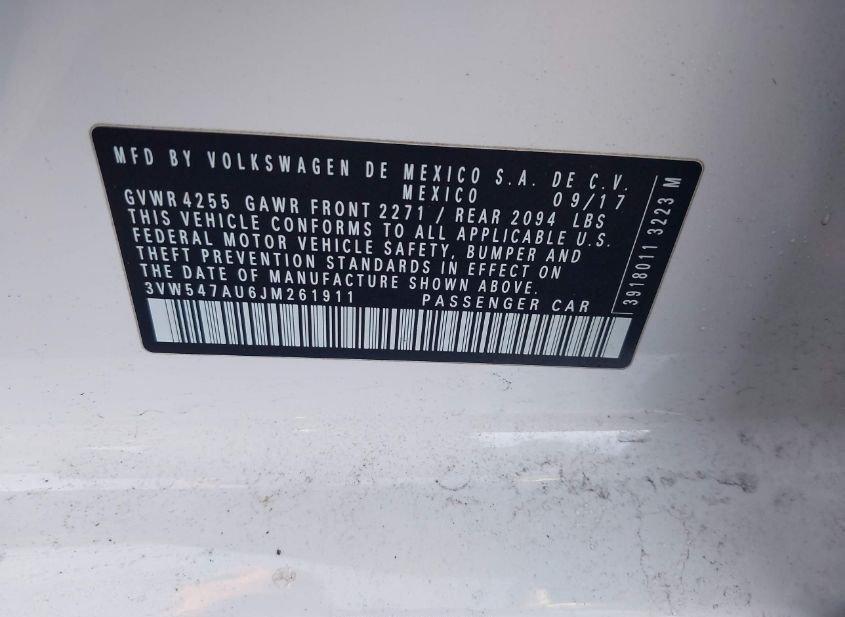 MFD BY VOLKSWAGEN DE MEXICO S.A. DE C.V.
MEXICO 09/17
GVWR 4255 GAWR FRONT 2271 / REAR 2094 LBS
THIS VEHICLE CONFORMS TO ALL APPLICABLE U.S.
FEDERAL MOTOR VEHICLE SAFETY, BUMPER AND
THEFT PREVENTION STANDARDS IN EFFECT ON
THE DATE OF MANUFACTURE SHOWN ABOVE.
3VW547AU6JM261911 PASSENGER CAR
3918011 3223 M